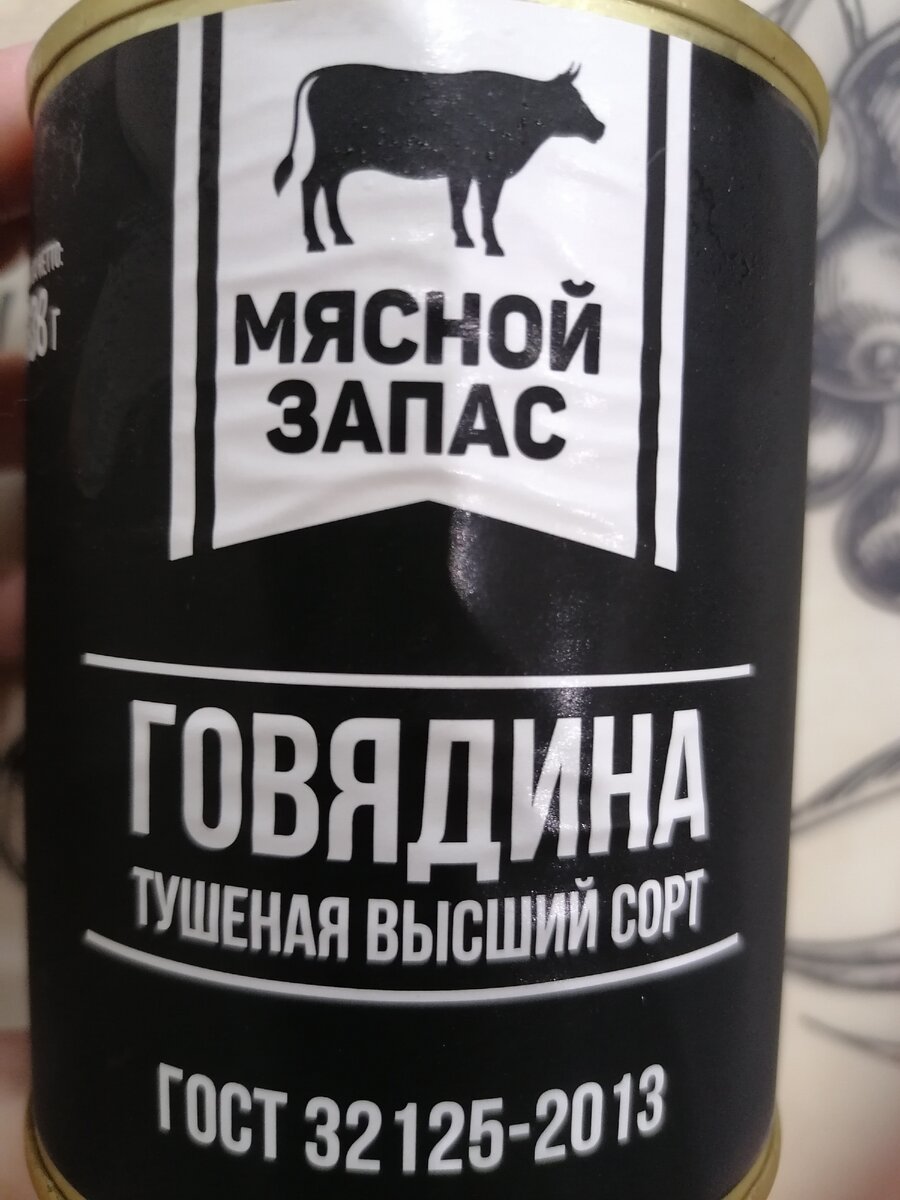 МЯСНОЙ
ЗАПАС
г
ГОВЯДИНА
ТУШЕНАЯ ВЫСШИЙ СОРТ
ГОСТ 32125-2013